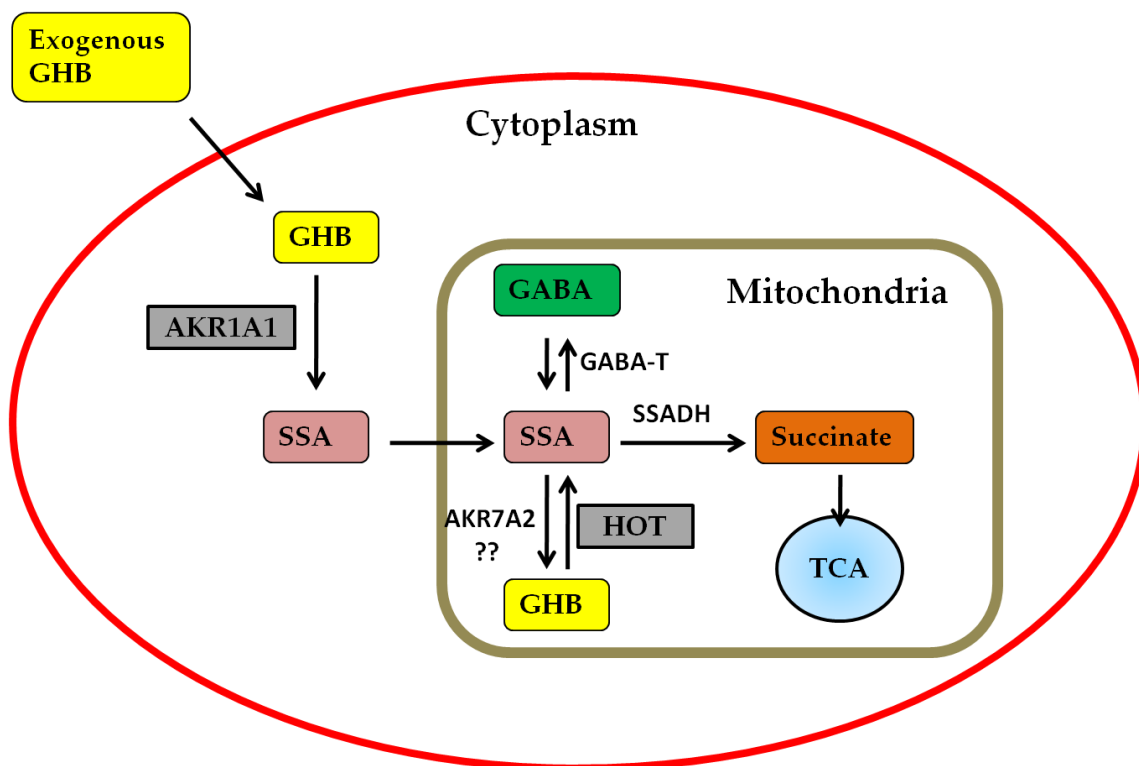 Exogenous
GHB
Cytoplasm
GHB
AKR1A1
SSA
Mitochondria
GABA
GABA-T
SSA
SSADH
Succinate
AKR7A2
??
HOT
GHB
TCA